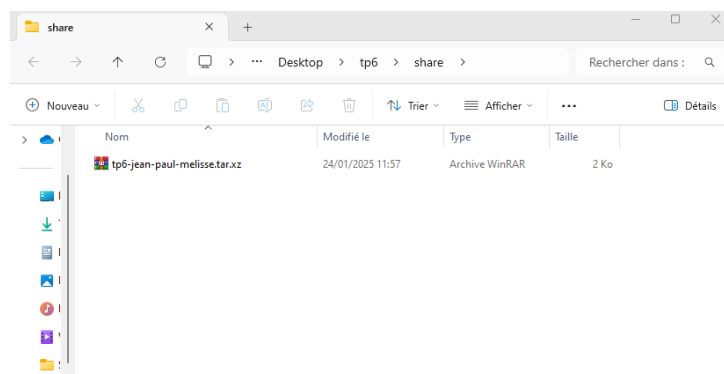 share
Desktop > tp6 > share >
Rechercher dans :
Nouveau
Trier
Afficher
Détails
Nom
Modifié le
Type
Taille
tp6-jean-paul-melisse.tar.xz
24/01/2025 11:57
Archive WinRAR
2 Ko